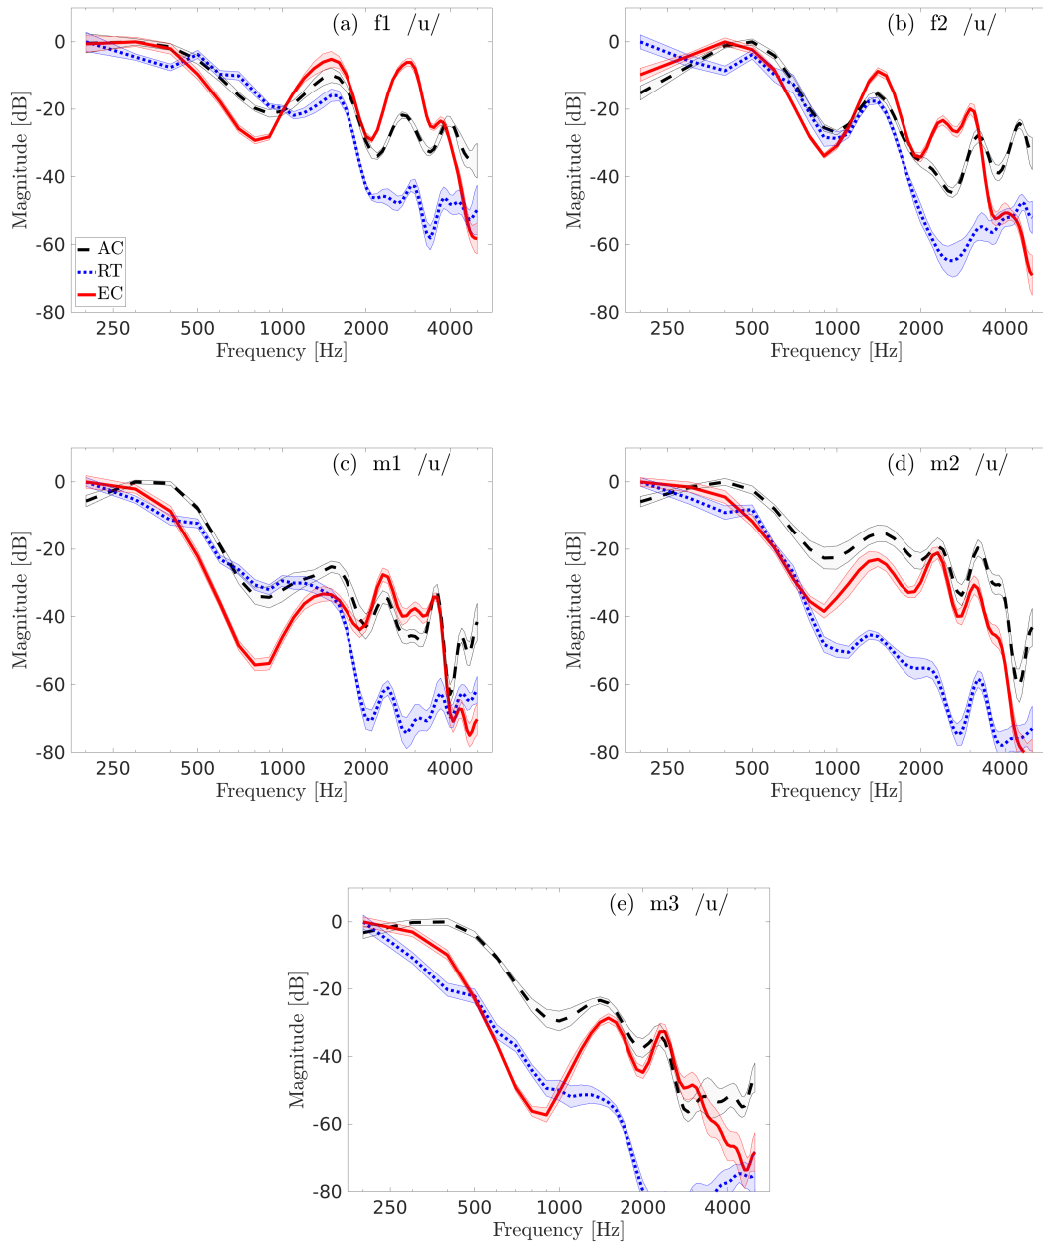 (a) f1 /u/
0
-20
-40
-60
-80
Magnitude [dB]
AC
RT
EC
250 500 1000 2000 4000
Frequency [Hz]
(b) f2 /u/
0
-20
-40
-60
-80
Magnitude [dB]
250 500 1000 2000 4000
Frequency [Hz]
(c) m1 /u/
0
-20
-40
-60
-80
Magnitude [dB]
250 500 1000 2000 4000
Frequency [Hz]
(d) m2 /u/
0
-20
-40
-60
-80
Magnitude [dB]
250 500 1000 2000 4000
Frequency [Hz]
(e) m3 /u/
0
-20
-40
-60
-80
Magnitude [dB]
250 500 1000 2000 4000
Frequency [Hz]